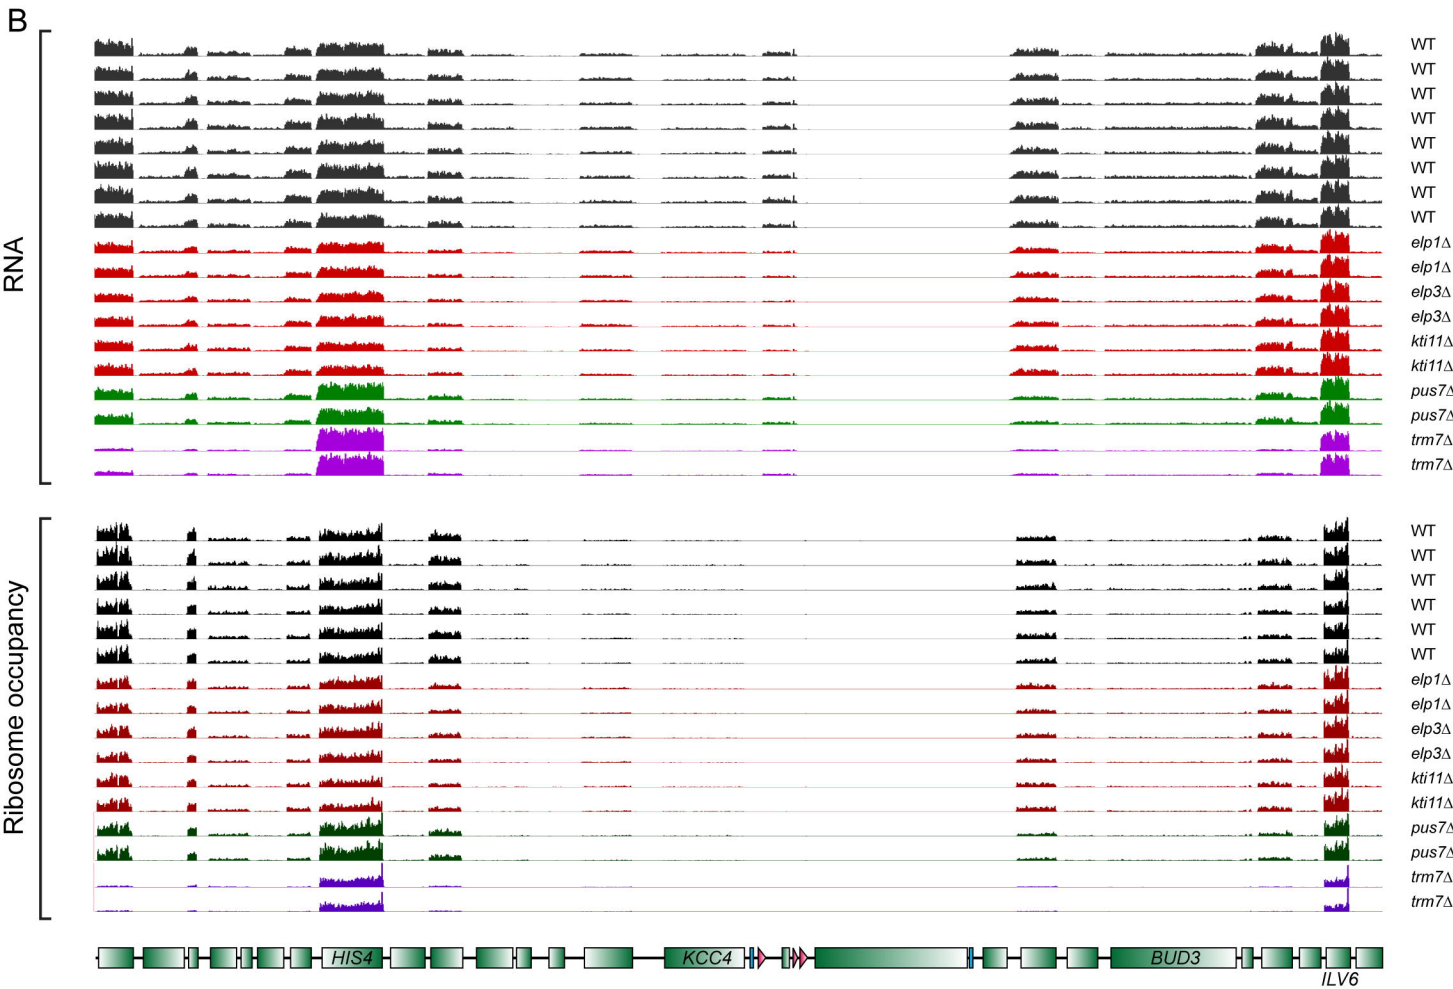 B
RNA
WT
WT
WT
WT
WT
WT
WT
WT
elp1Δ
elp1Δ
elp3Δ
elp3Δ
kti11Δ
kti11Δ
pus7Δ
pus7Δ
trm7Δ
trm7Δ
Ribosome occupancy
WT
WT
WT
WT
WT
WT
elp1Δ
elp1Δ
elp3Δ
elp3Δ
kti11Δ
kti11Δ
pus7Δ
pus7Δ
trm7Δ
trm7Δ
HIS4 KCC4 BUD3
ILV6